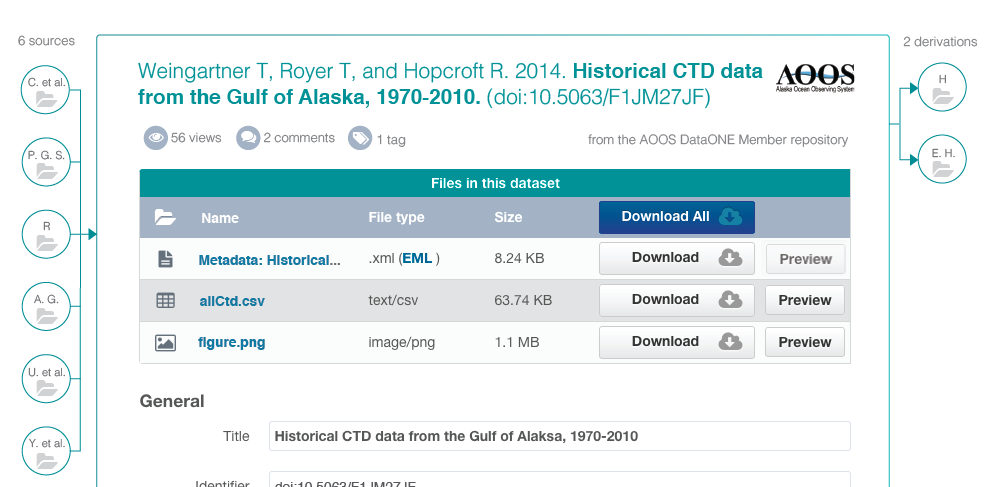 6 sources
2 derivations
C. et al.
P. G. S.
R
A. G.
U. et al.
Y. et al.
H
E. H.
Weingartner T, Royer T, and Hopcroft R. 2014. Historical CTD data
from the Gulf of Alaska, 1970-2010. (doi:10.5063/F1JM27JF)
AOOS
Alaska Ocean Observing System
56 views
2 comments
1 tag
from the AOOS DataONE Member repository
Files in this dataset
Name File type Size Download All
Metadata: Historical... .xml (EML ) 8.24 KB Download Preview
allCtd.csv text/csv 63.74 KB Download Preview
figure.png image/png 1.1 MB Download Preview
General
Title Historical CTD data from the Gulf of Alaksa, 1970-2010
Identifier doi:10.5063/F1JM27JF